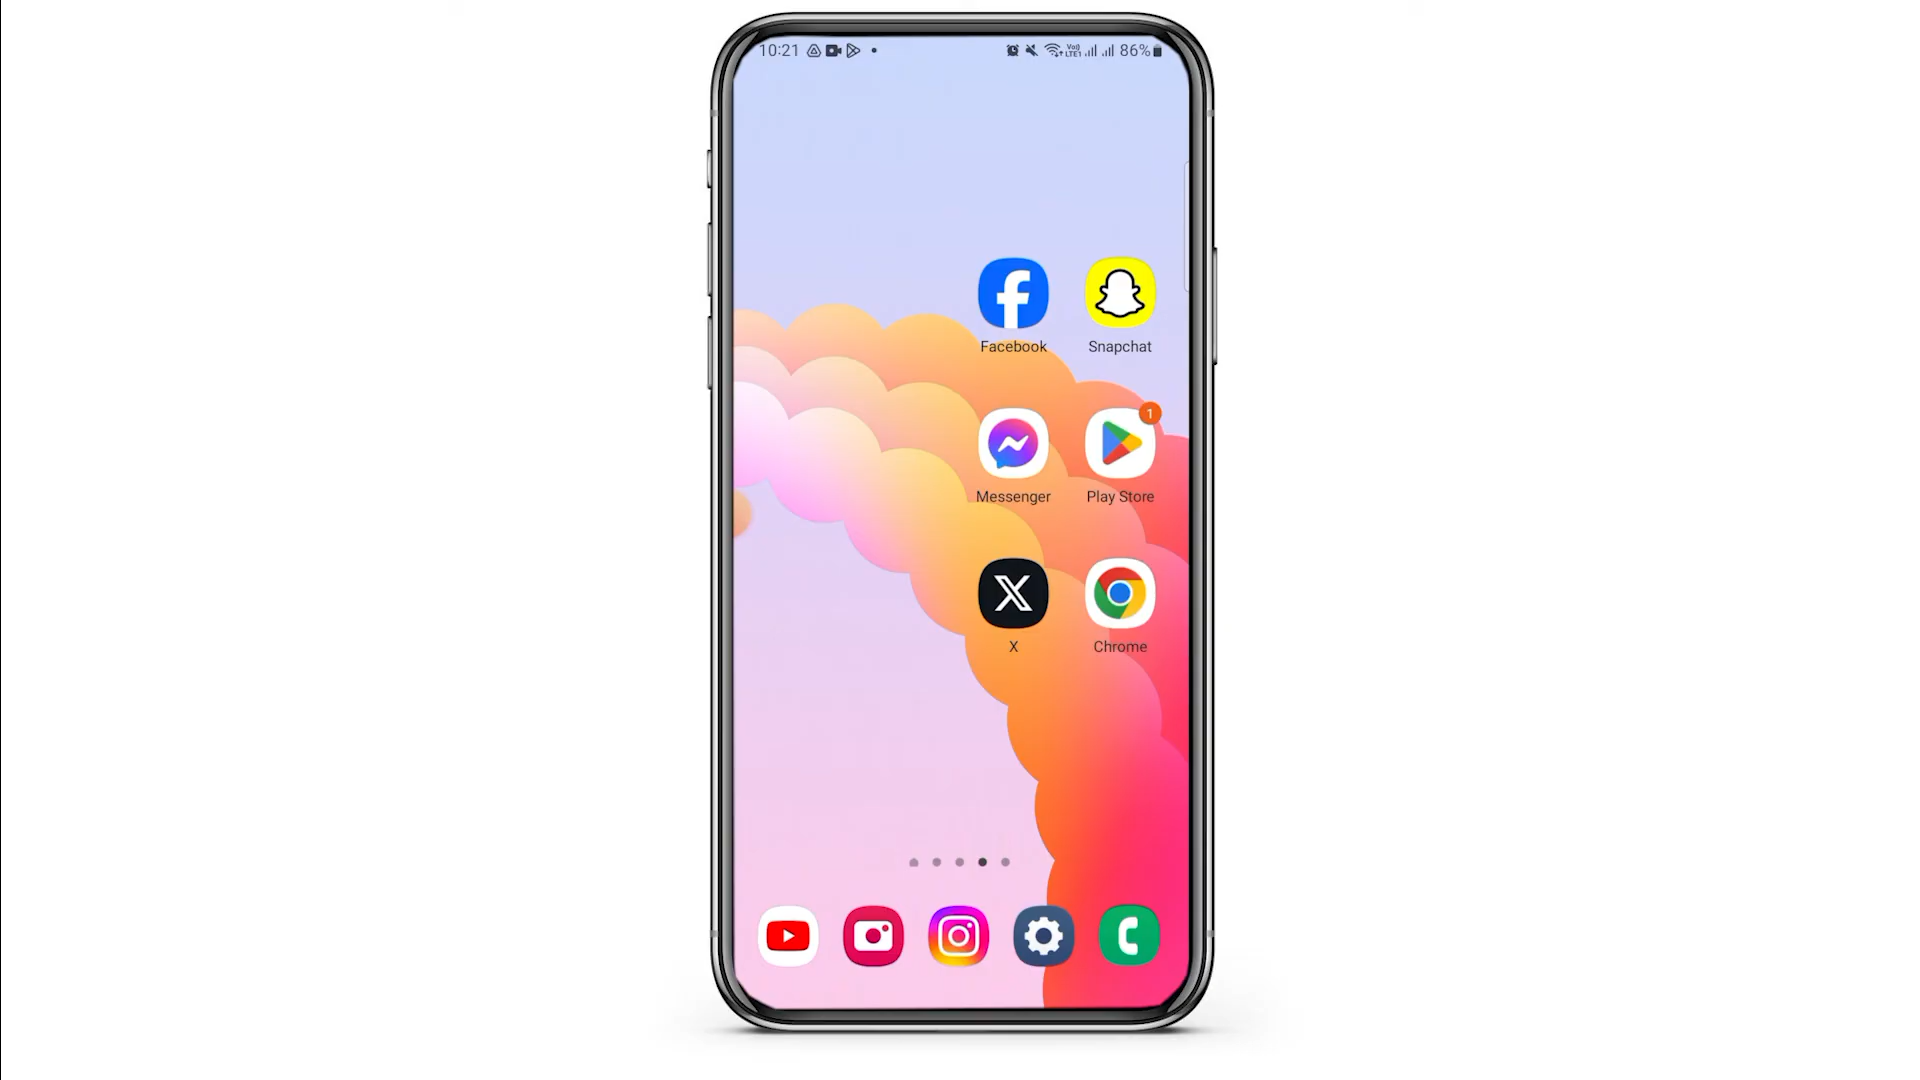 10:21 86%
Facebook Snapchat
1
Messenger Play Store
X Chrome